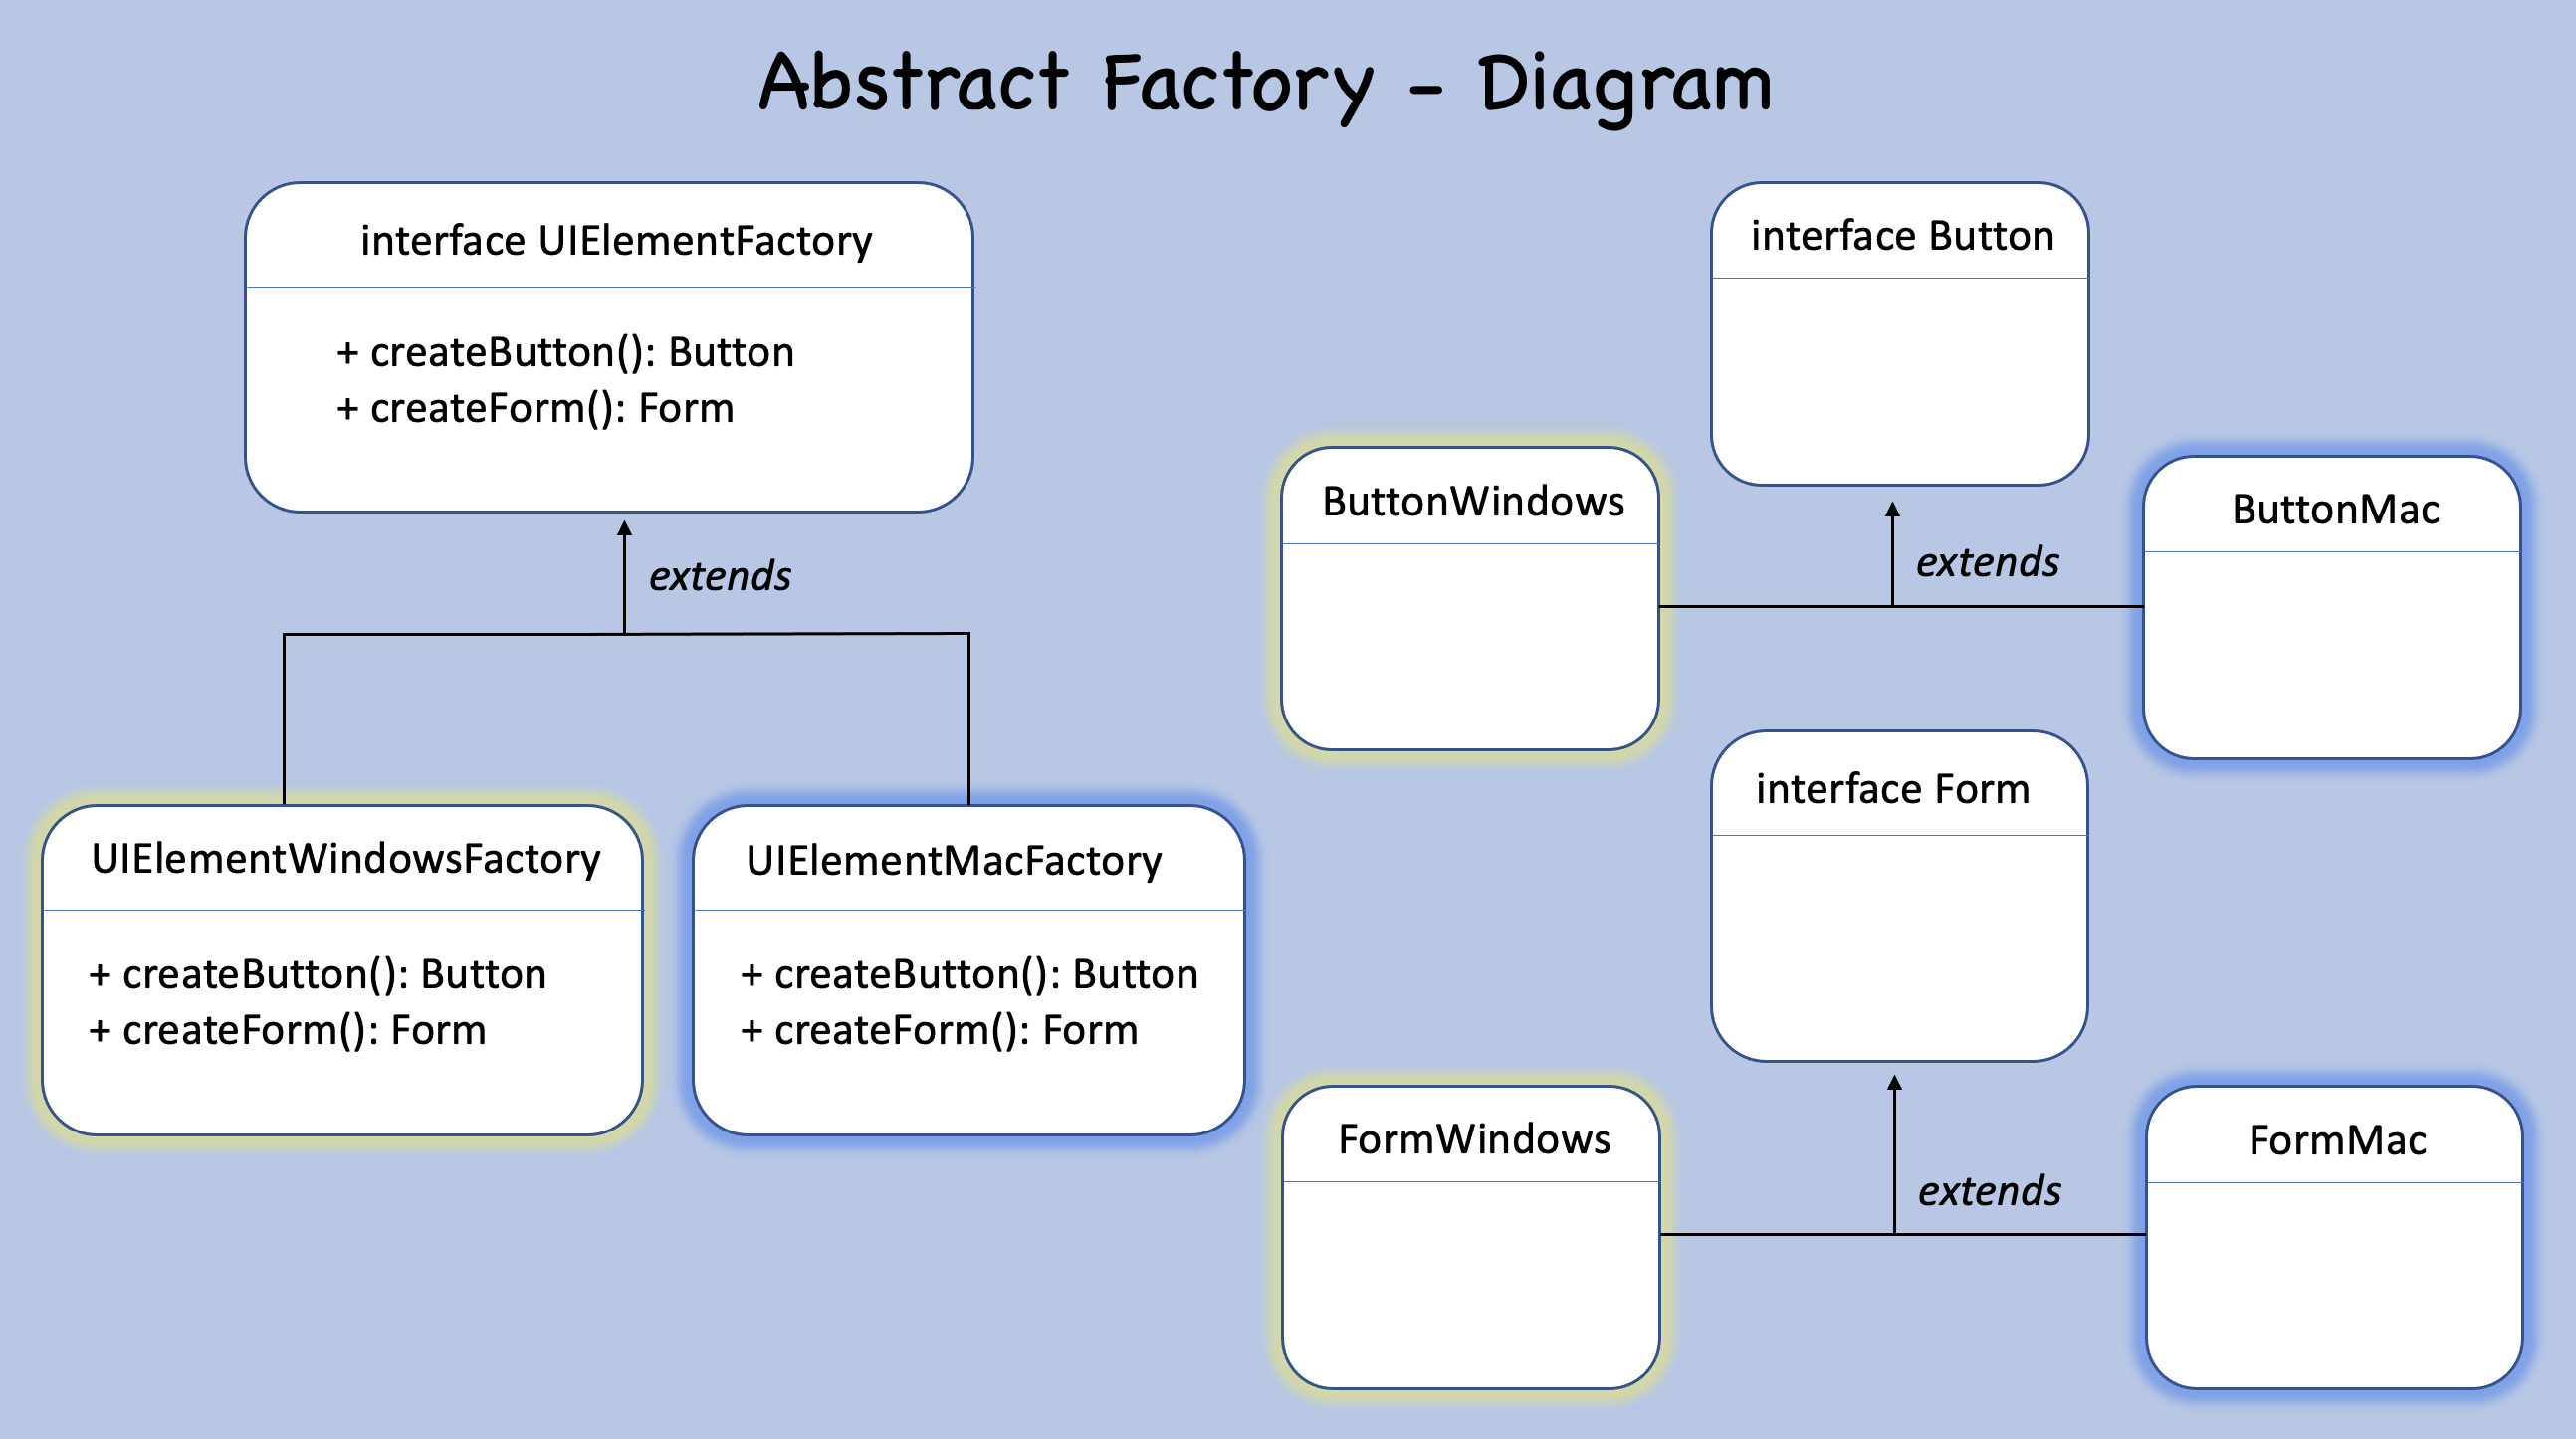 Abstract Factory - Diagram
interface UIElementFactory
+ createButton(): Button
+ createForm(): Form
extends
UIElementWindowsFactory
+ createButton(): Button
+ createForm(): Form
UIElementMacFactory
+ createButton(): Button
+ createForm(): Form
interface Button
ButtonWindows
extends
ButtonMac
interface Form
FormWindows
extends
FormMac